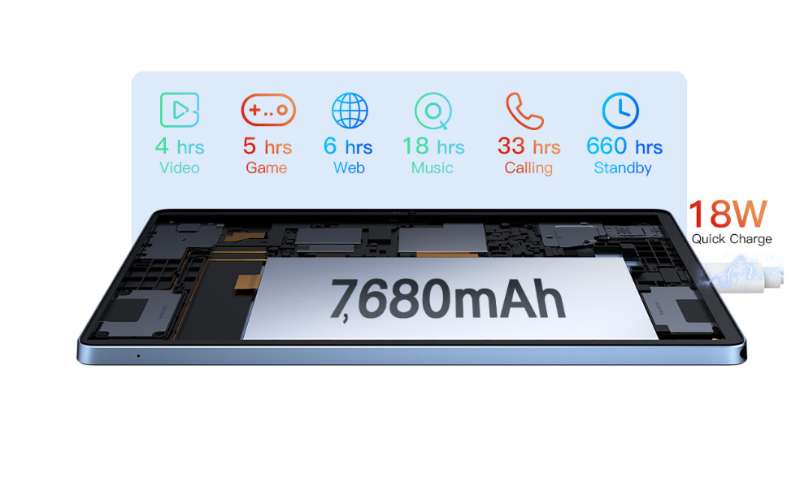 4 hrs
Video
5 hrs
Game
6 hrs
Web
18 hrs
Music
33 hrs
Calling
660 hrs
Standby
18W
Quick Charge
7,680mAh